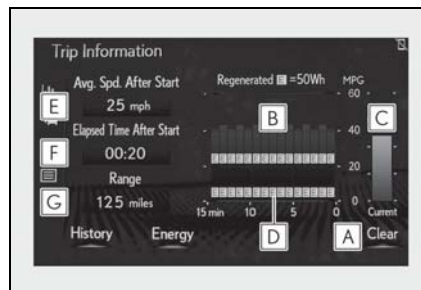 Trip Information
Avg. Spd. After Start
25 mph
Elapsed Time After Start
00:20
Range
125 miles
Regenerated =50Wh
MPG
60
40
20
0
15 min
10
5
0
Current
E
F
G
B
C
D
A
History
Energy
Clear